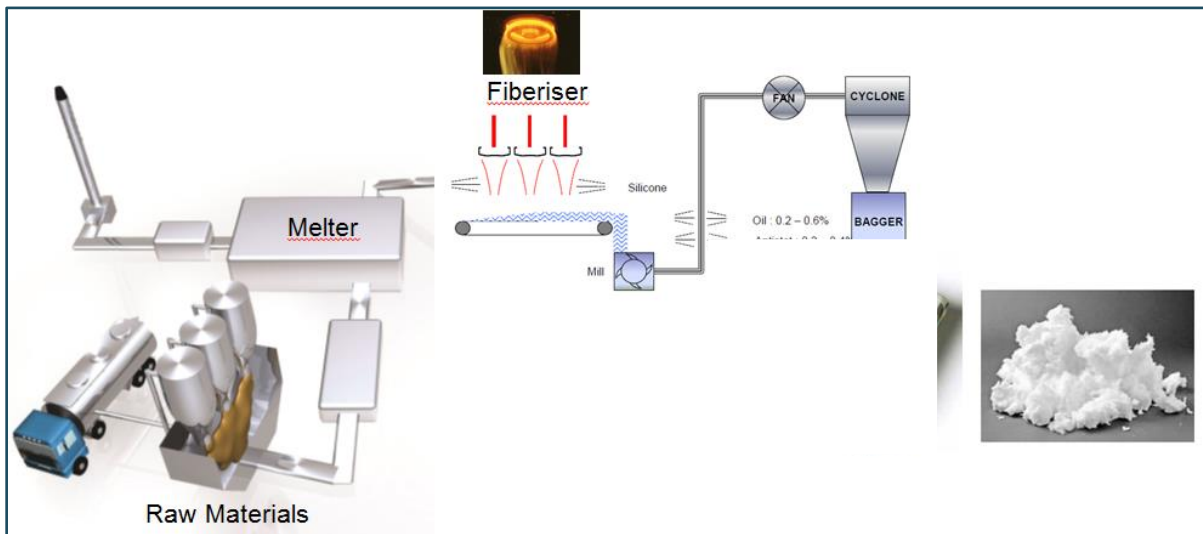 Fiberiser
FAN
CYCLONE
Melter
Silicone
Oil : 0.2 – 0.6%
BAGGER
Mill
Raw Materials